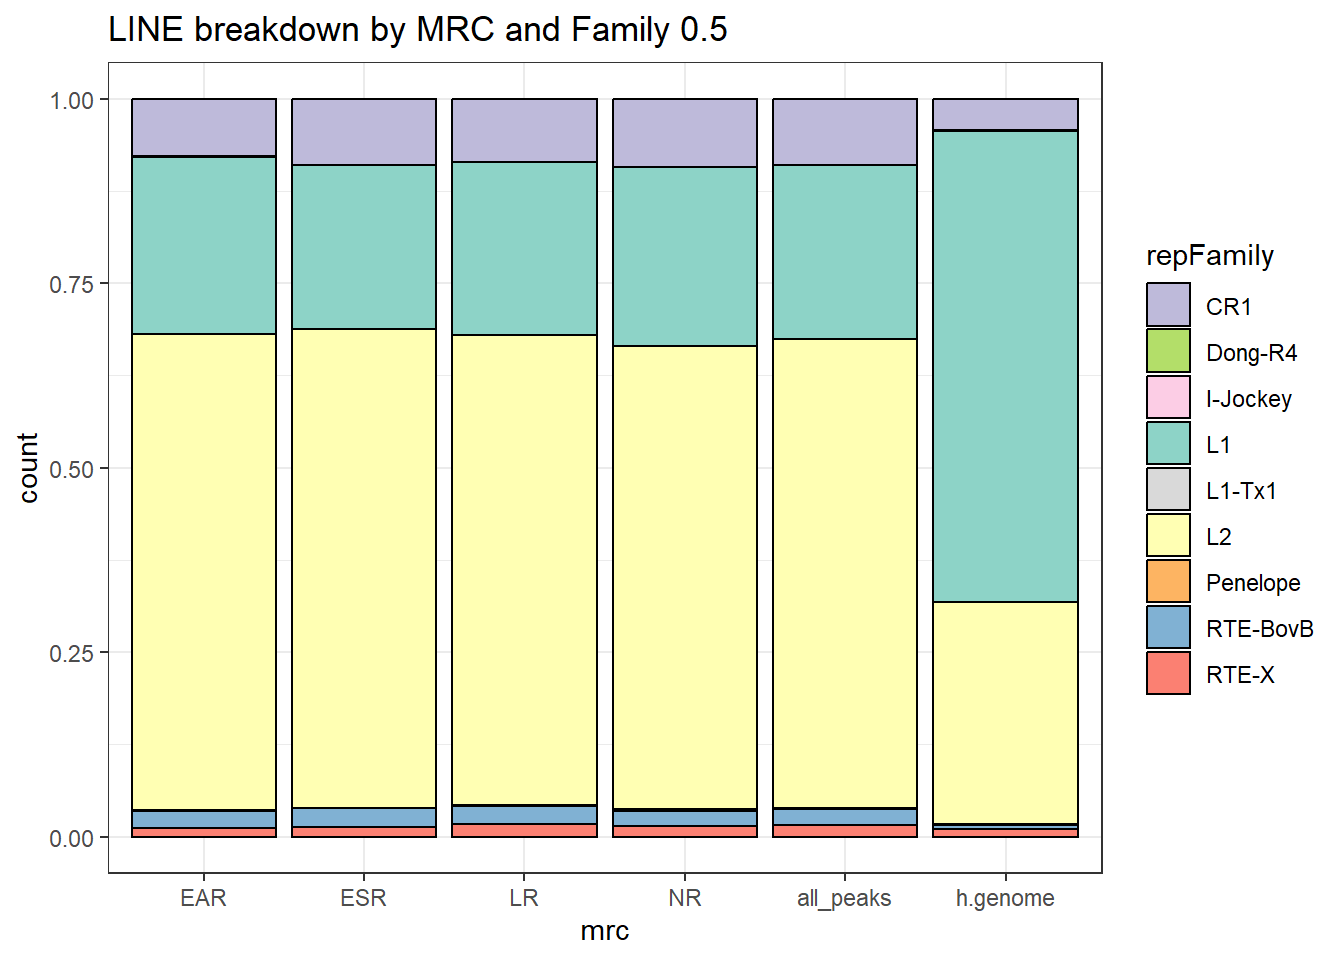 LINE breakdown by MRC and Family 0.5
count
1.00
0.75
0.50
0.25
0.00
EAR
ESR
LR
NR
all_peaks
h.genome
mrc
repFamily
CR1
Dong-R4
I-Jockey
L1
L1-Tx1
L2
Penelope
RTE-BovB
RTE-X